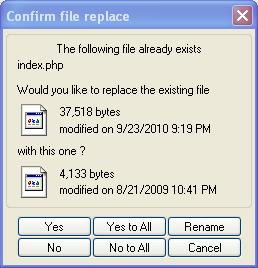 Confirm file replace
The following file already exists
index.php
Would you like to replace the existing file
37,518 bytes
modified on 9/23/2010 9:19 PM
with this one ?
4,133 bytes
modified on 8/21/2009 10:41 PM
Yes Yes to All Rename
No No to All Cancel